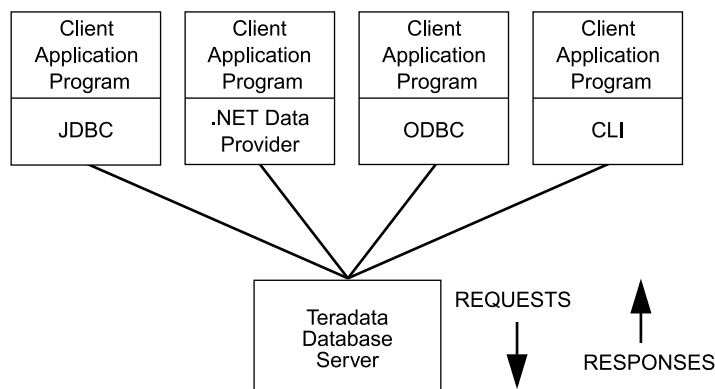 Client
Application
Program
JDBC
Client
Application
Program
.NET Data
Provider
Client
Application
Program
ODBC
Client
Application
Program
CLI
Teradata
Database
Server
REQUESTS
RESPONSES